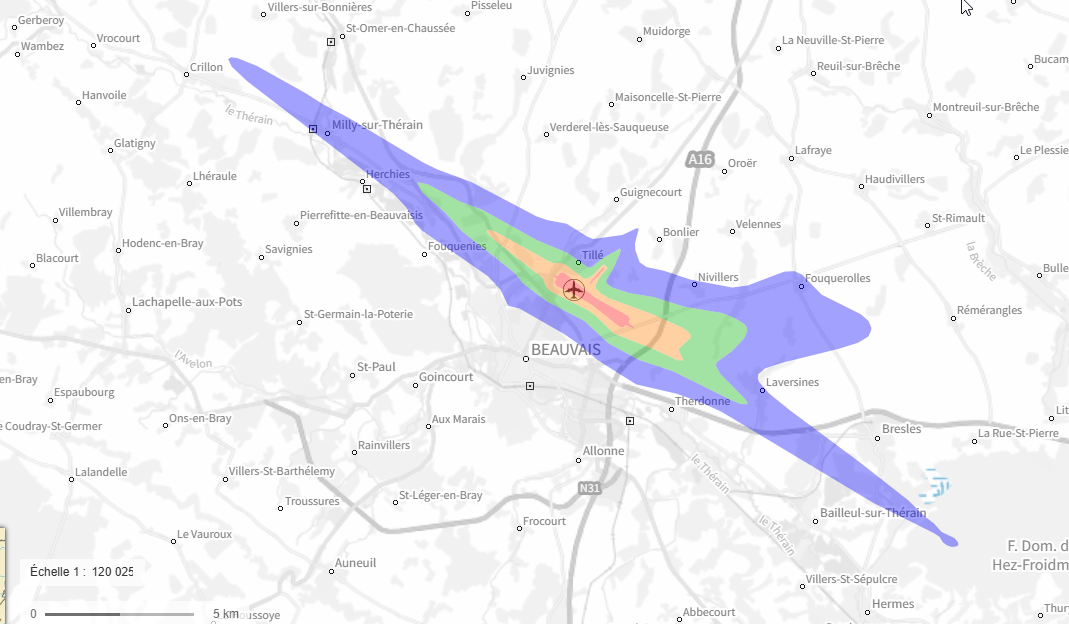 Villers-sur-Bonnières
Pisseleu
Gerberoy
St-Omer-en-Chaussée
Muidorge
Vrocourt
Wambez
La Neuville-St-Pierre
Crillon
Juvignies
Reuil-sur-Brêche
Bucam
Hanvoile
Maisoncelle-St-Pierre
Montreuil-sur-Brêche
le Thérain
Milly-sur-Thérain
Verderel-lès-Sauqueuse
Glatigny
A16
Oroër
Lafraye
Le Plessie
Lhéraule
Herchies
Haudivillers
Guignecourt
Villembray
Pierrefitte-en-Beauvaisis
St-Rimault
Velennes
Bonlier
Hodenc-en-Bray
Savignies
Fouquenies
Tillé
la Brèche
Blacourt
Nivillers
Fouquerolles
Bulle
Lachapelle-aux-Pots
St-Germain-la-Poterie
Rémérangles
BEAUVAIS
l'Avelon
St-Paul
Goincourt
en-Bray
Laversines
Espaubourg
Therdonne
Lit
Ons-en-Bray
Aux Marais
e Coudray-St-Germer
Bresles
La Rue-St-Pierre
Rainvillers
Allonne
Lalandelle
Villers-St-Barthélemy
le Thérain
N31
Troussures
St-Léger-en-Bray
Bailleul-sur-Thérain
Frocourt
le Thérain
Le Vauroux
F. Dom. d
Hez-Froidm
Auneuil
Échelle 1 : 120 025
Villers-St-Sépulcre
Hermes
Abbecourt
Thur
0 5 km
oussoye